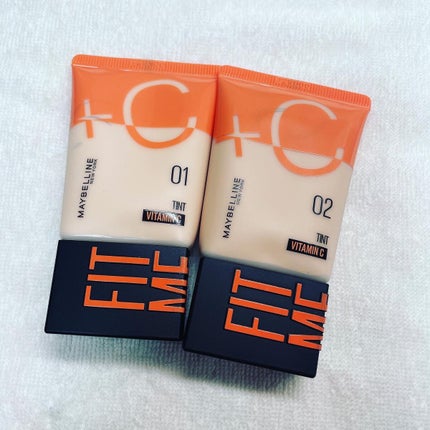 +C
01
MAYBELLINE
NEW YORK
TINT
VITAMIN C
FIT
ME
+C
02
MAYBELLINE
NEW YORK
TINT
VITAMIN C
FIT
ME